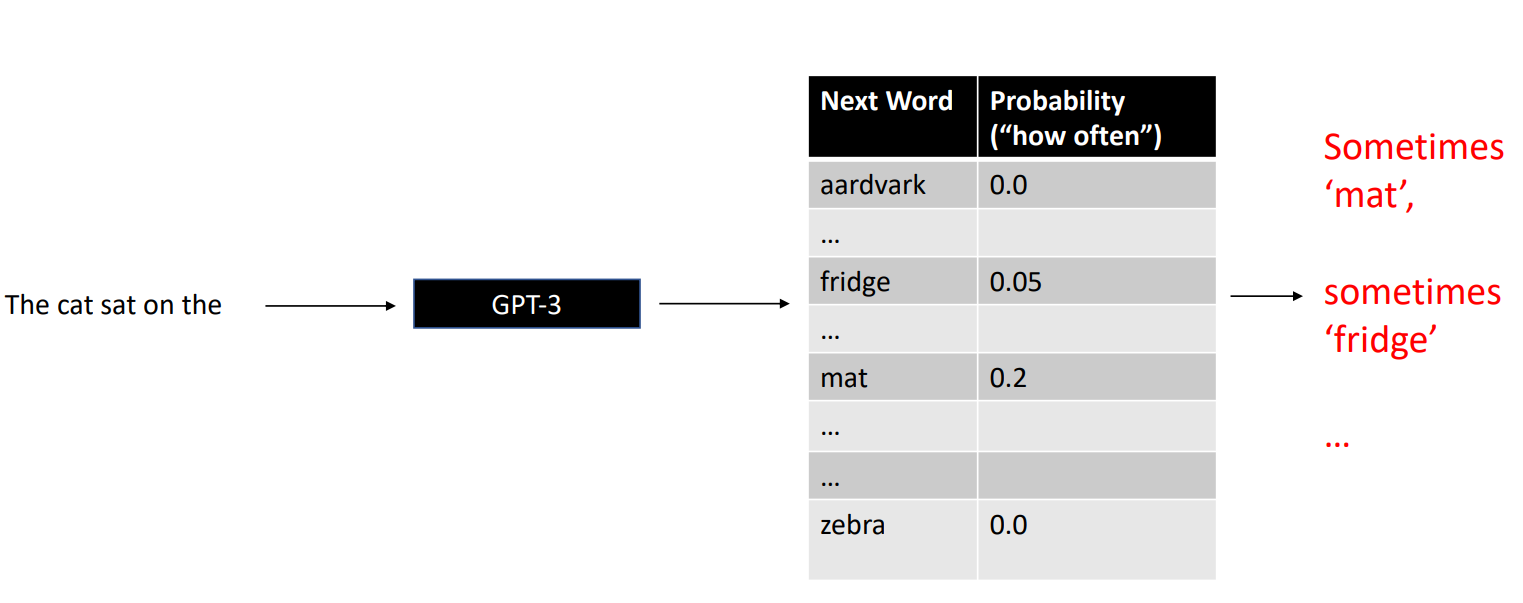 The cat sat on the
GPT-3
Next Word Probability
(“how often”)
aardvark 0.0
...
fridge 0.05
...
mat 0.2
...
...
zebra 0.0
Sometimes
‘mat’,
sometimes
‘fridge’
...